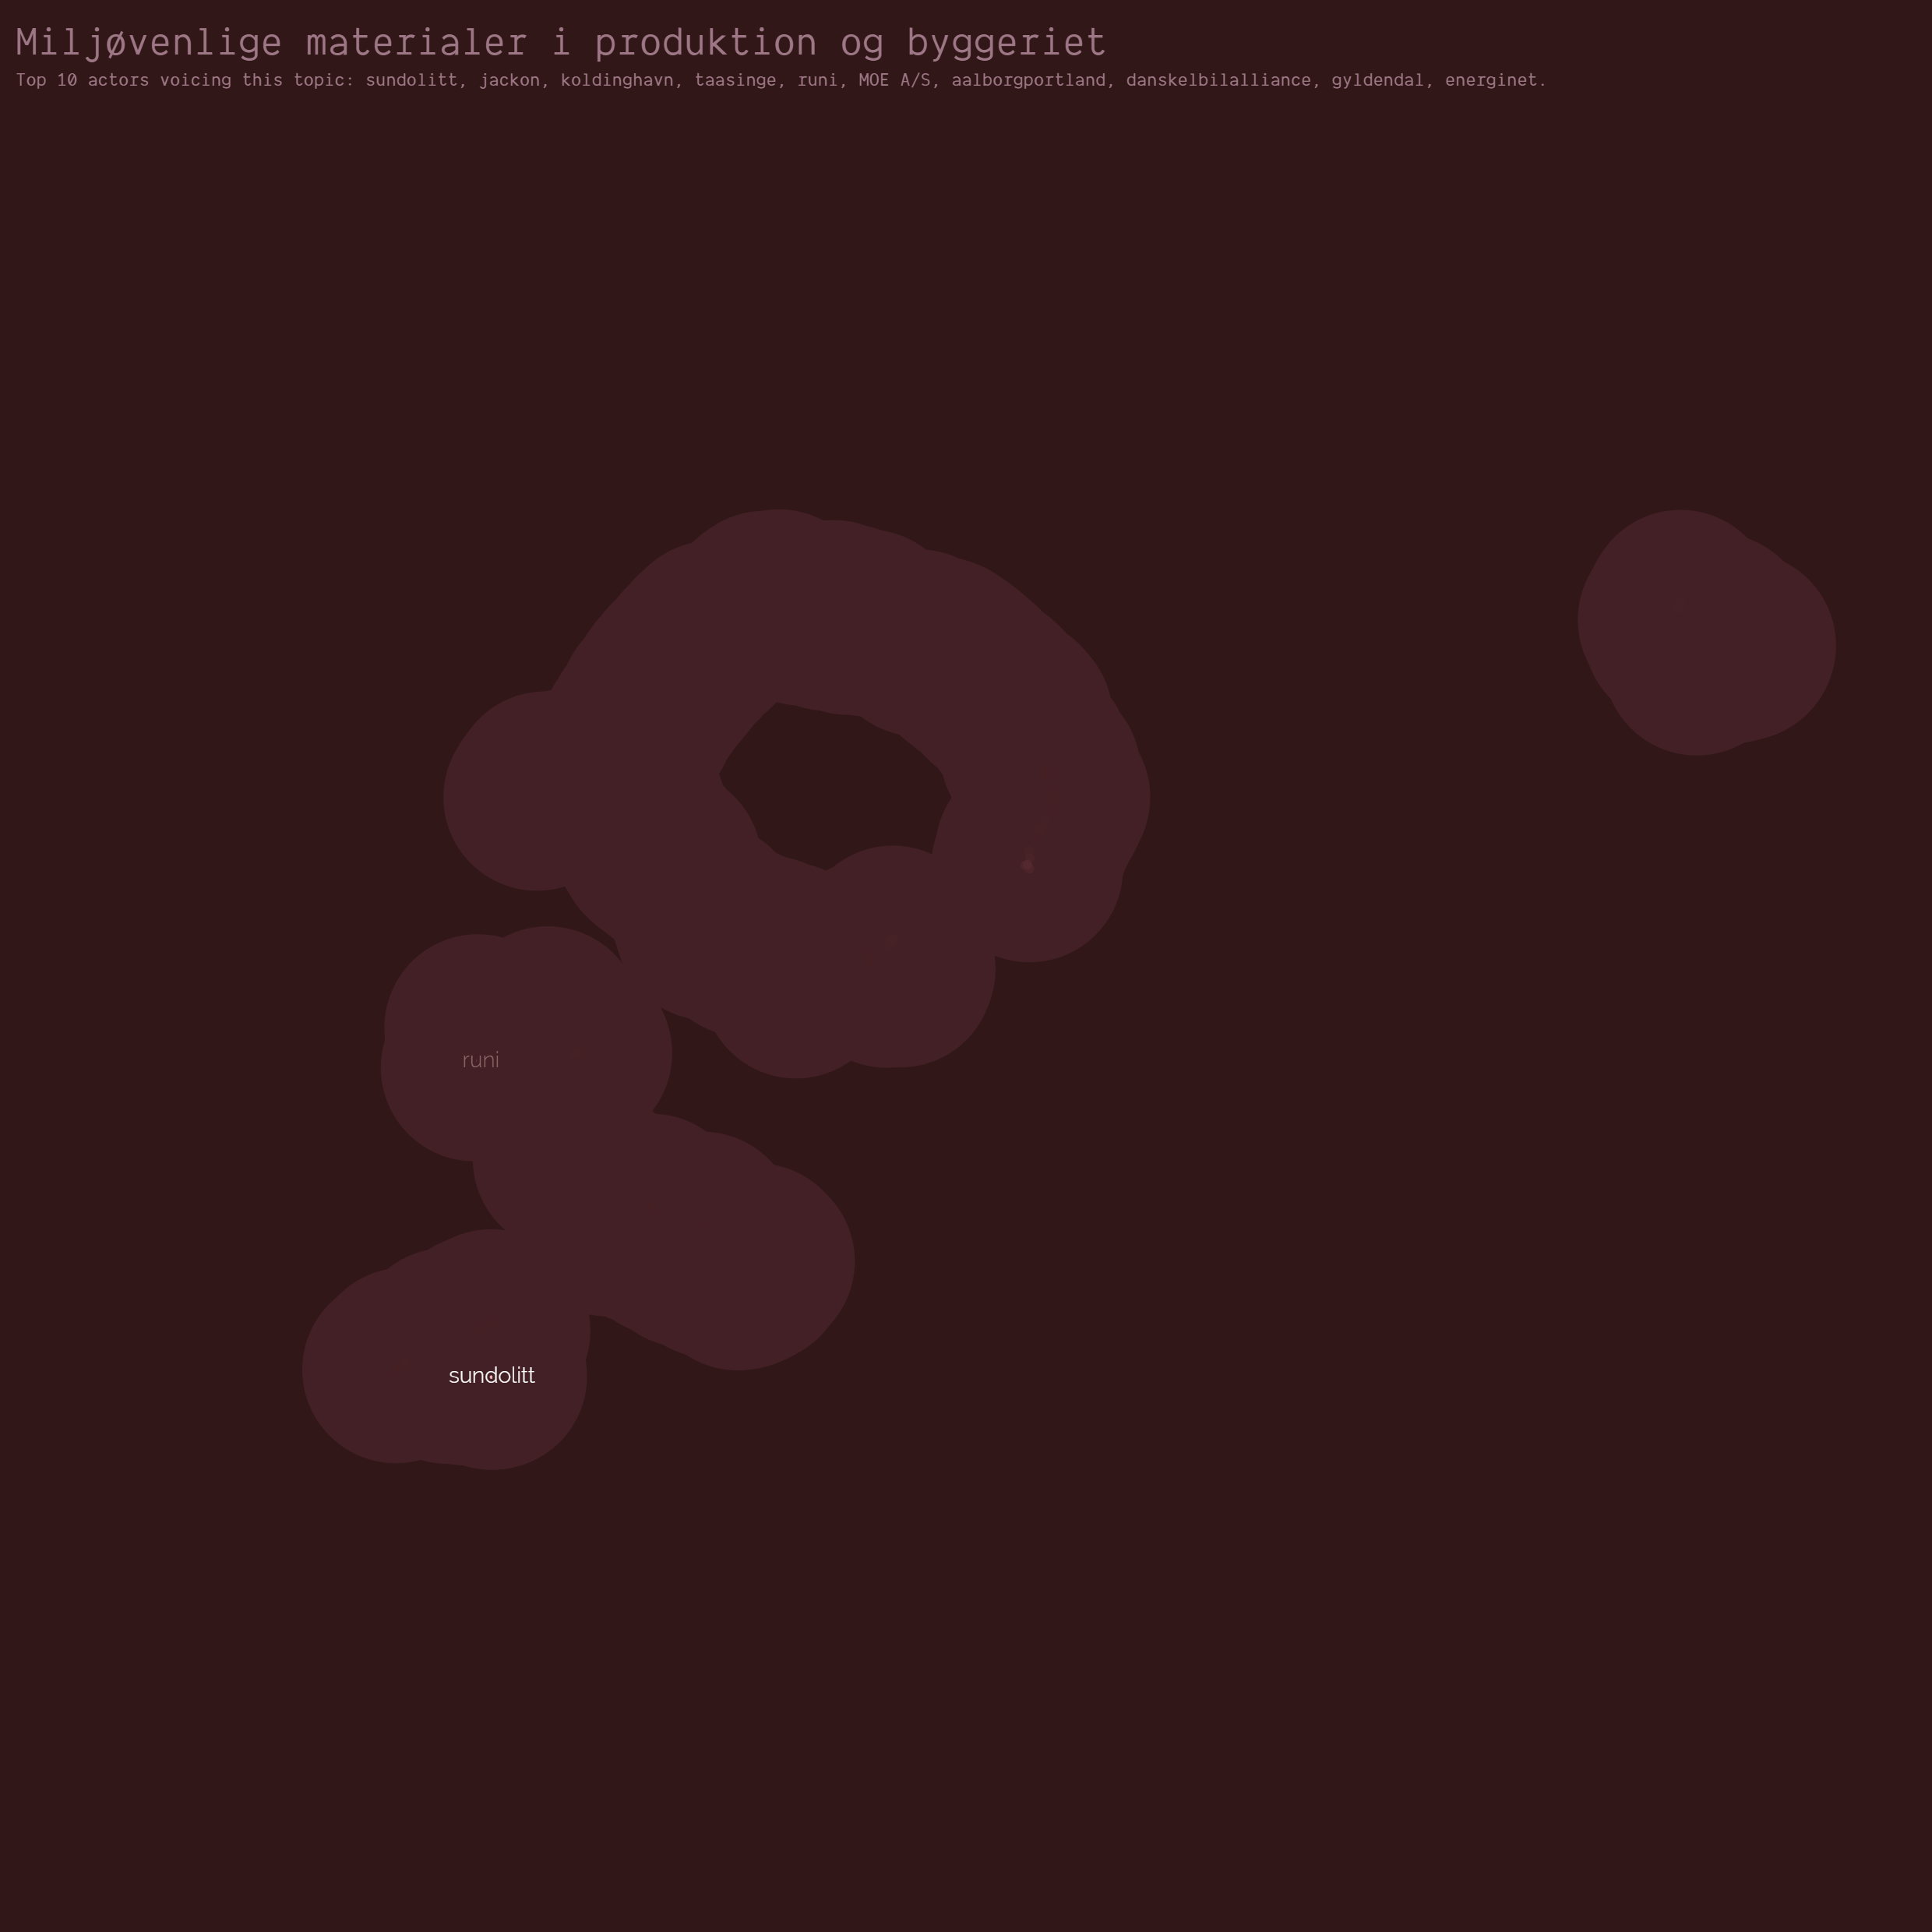 Miljøvenlige materialer i produktion og byggeriet
Top 10 actors voicing this topic: sundolitt, jackon, koldinghavn, taasinge, runi, MOE A/S, aalborgportland, danskelbilalliance, gyldendal, energinet.
runi
sundolitt